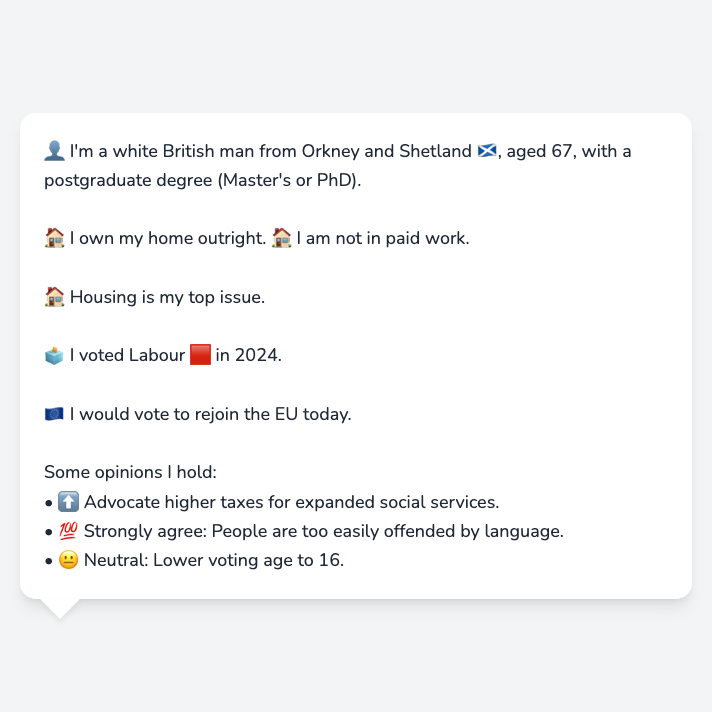 👤 I'm a white British man from Orkney and Shetland 🏴󠁧󠁢󠁳󠁣󠁴󠁿, aged 67, with a
postgraduate degree (Master's or PhD).
🏠 I own my home outright. 🏠 I am not in paid work.
🏠 Housing is my top issue.
🗳️ I voted Labour 🟥 in 2024.
🇪🇺 I would vote to rejoin the EU today.
Some opinions I hold:
• ⬆️ Advocate higher taxes for expanded social services.
• 💯 Strongly agree: People are too easily offended by language.
• 😐 Neutral: Lower voting age to 16.